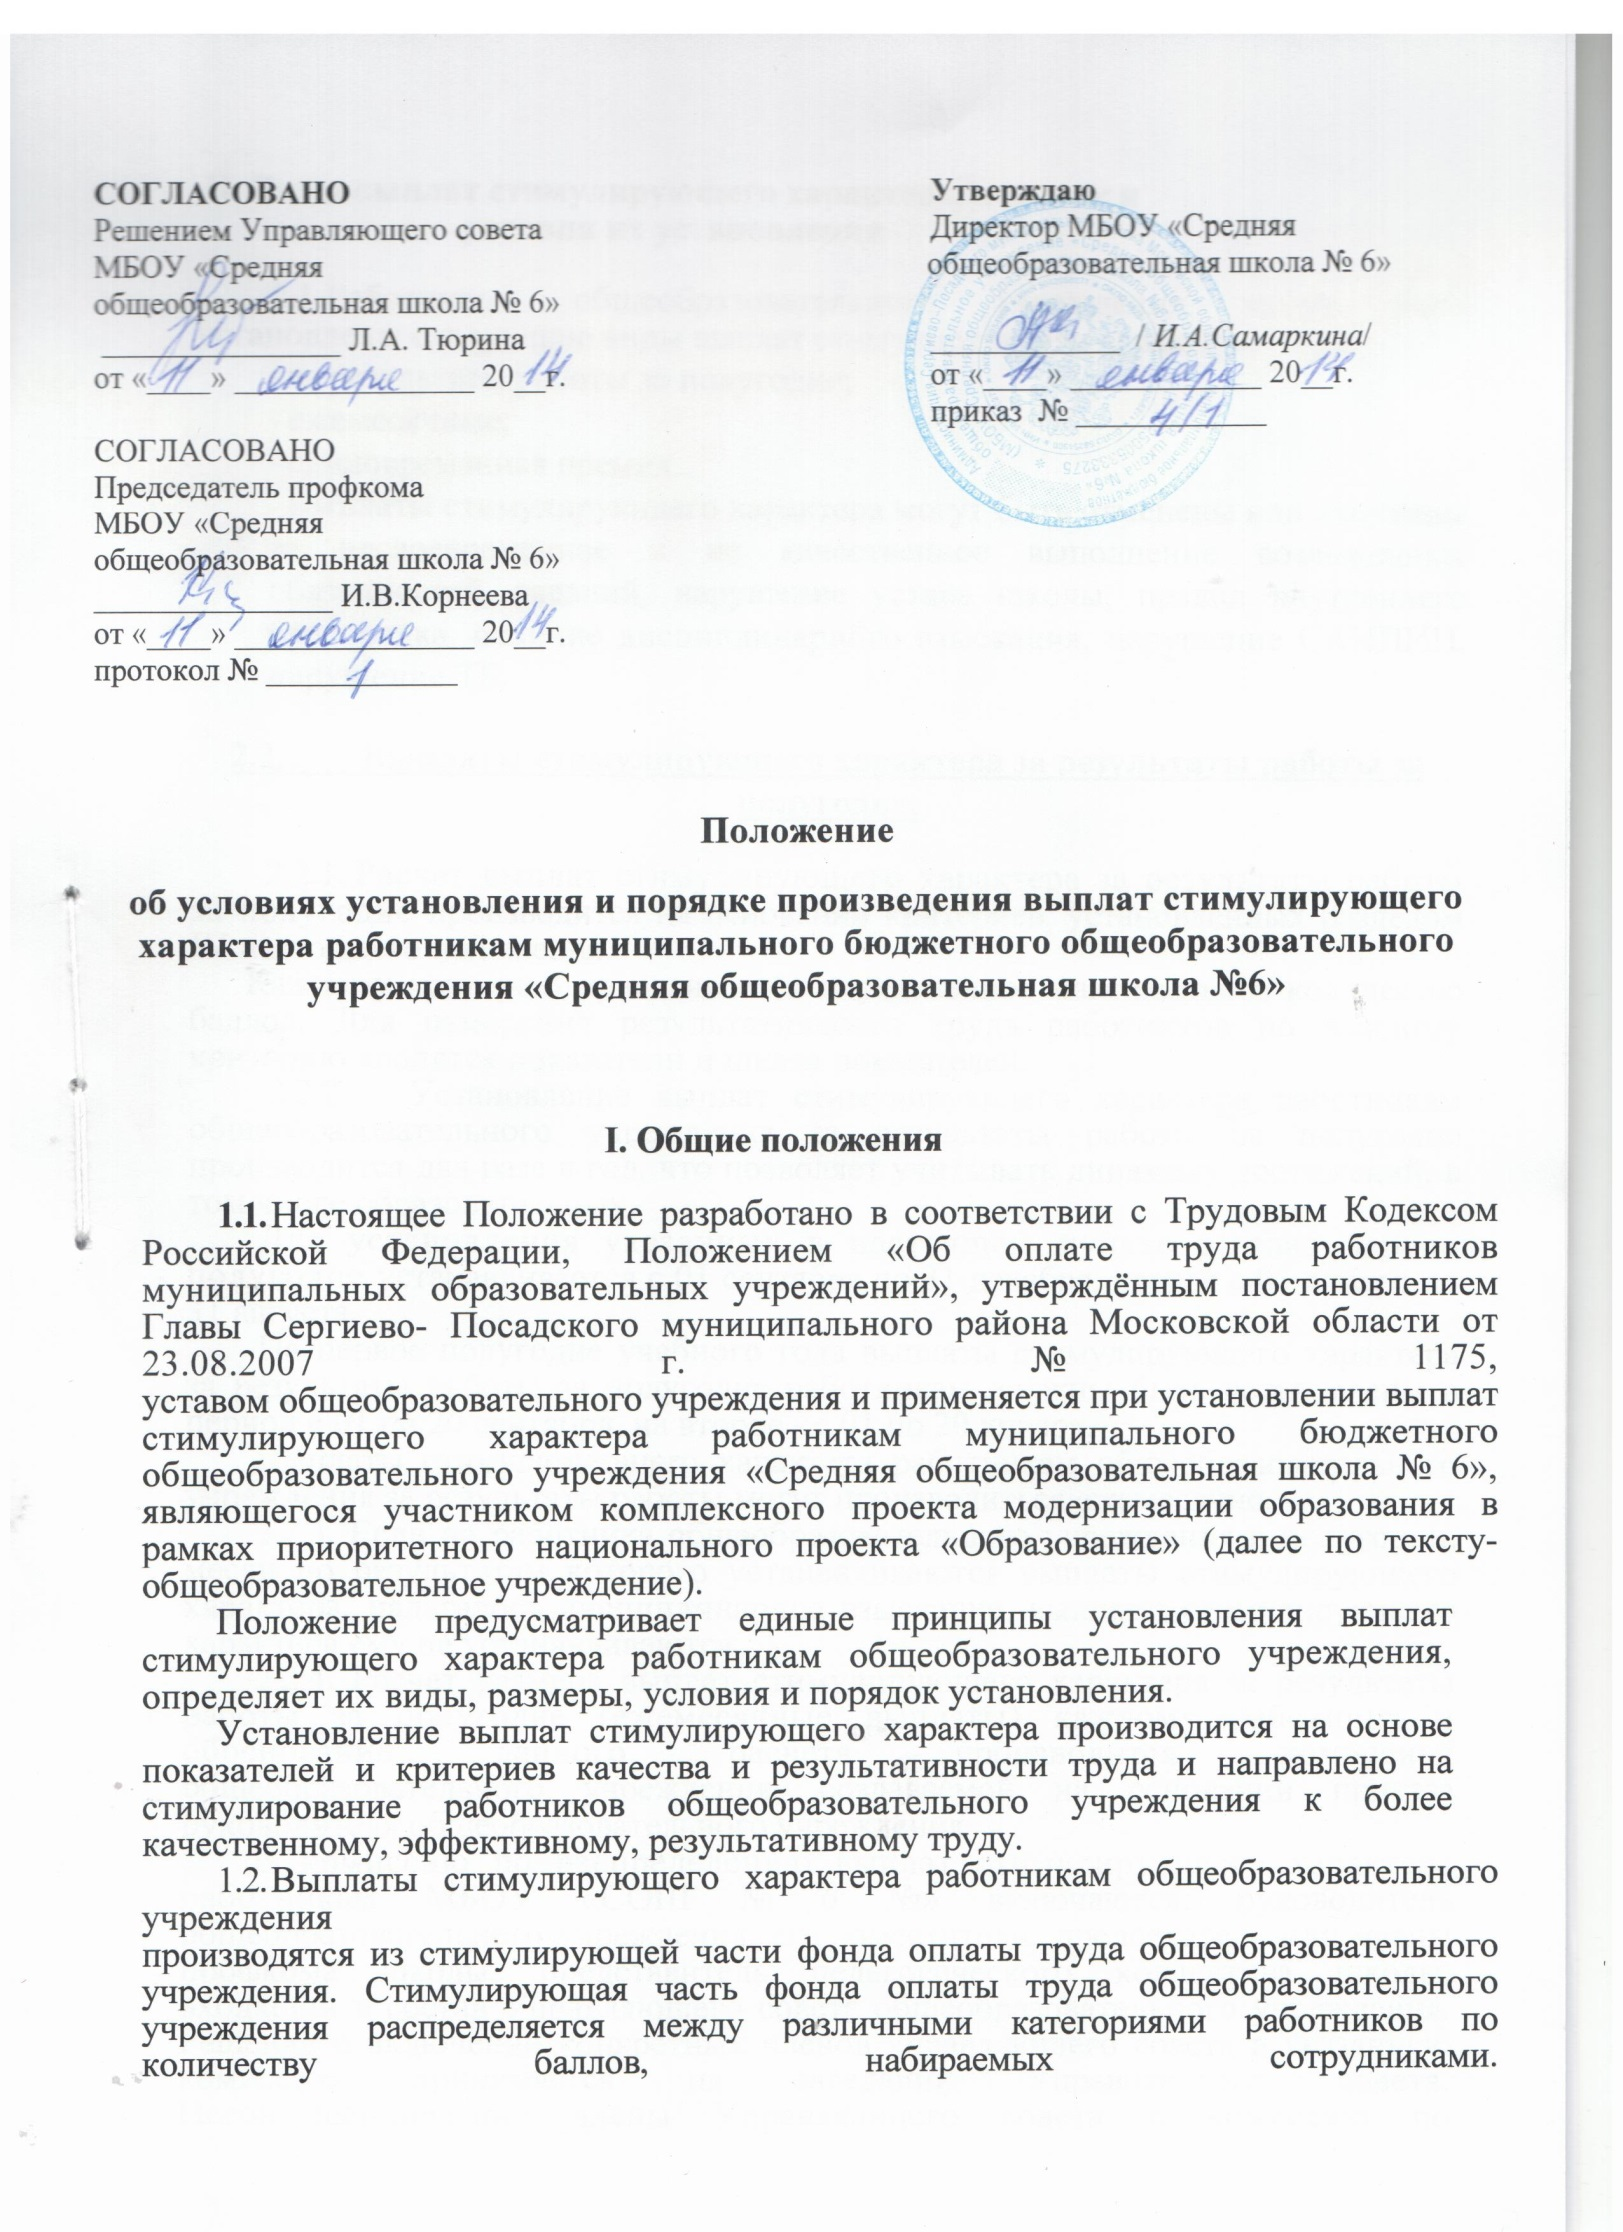 СОГЛАСОВАНО
Решением Управляющего совета
МБОУ «Средняя
общеобразовательная школа № 6»
_______________ Л.А. Тюрина
от «11» января 2014г.
СОГЛАСОВАНО
Председатель профкома
МБОУ «Средняя
общеобразовательная школа № 6»
_______________ И.В.Корнеева
от «11» января 2014г.
протокол № 1
Утверждаю
Директор МБОУ «Средняя
общеобразовательная школа № 6»
____________ / И.А.Самаркина/
от «11» января 2014г.
приказ № 4/1
Положение
об условиях установления и порядке произведения выплат стимулирующего
характера работникам муниципального бюджетного общеобразовательного
учреждения «Средняя общеобразовательная школа №6»
I. Общие положения
1.1. Настоящее Положение разработано в соответствии с Трудовым Кодексом
Российской Федерации, Положением «Об оплате труда работников
муниципальных образовательных учреждений», утверждённым постановлением
Главы Сергиево- Посадского муниципального района Московской области от
23.08.2007 г. № 1175,
уставом общеобразовательного учреждения и применяется при установлении выплат
стимулирующего характера работникам муниципального бюджетного
общеобразовательного учреждения «Средняя общеобразовательная школа № 6»,
являющегося участником комплексного проекта модернизации образования в
рамках приоритетного национального проекта «Образование» (далее по тексту-
общеобразовательное учреждение).
Положение предусматривает единые принципы установления выплат
стимулирующего характера работникам общеобразовательного учреждения,
определяет их виды, размеры, условия и порядок установления.
Установление выплат стимулирующего характера производится на основе
показателей и критериев качества и результативности труда и направлено на
стимулирование работников общеобразовательного учреждения к более
качественному, эффективному, результативному труду.
1.2. Выплаты стимулирующего характера работникам общеобразовательного
учреждения
производятся из стимулирующей части фонда оплаты труда общеобразовательного
учреждения. Стимулирующая часть фонда оплаты труда общеобразовательного
учреждения распределяется между различными категориями работников по
количеству баллов, набираемых сотрудниками.